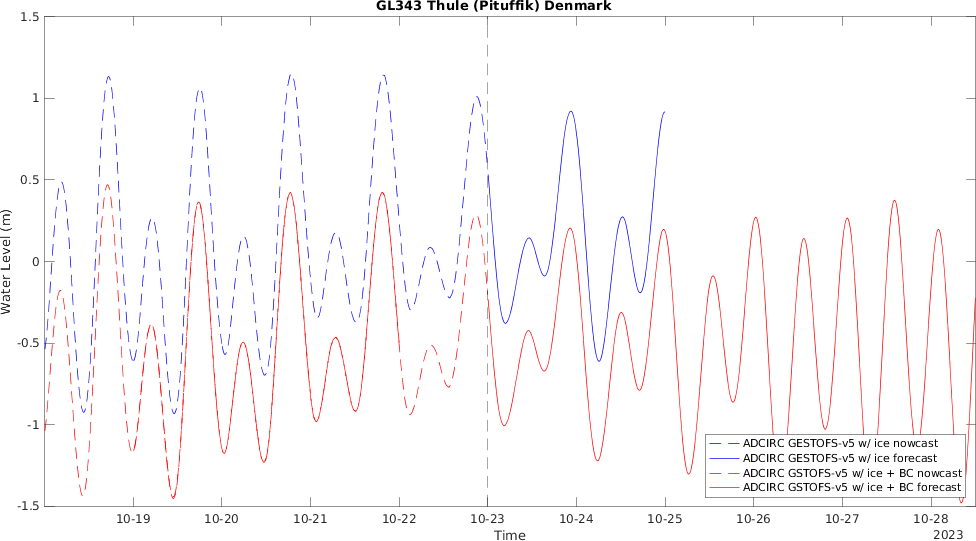 GL343 Thule (Pituffik) Denmark
1.5
1
0.5
0
-0.5
-1
-1.5
Water Level (m)
10-19 10-20 10-21 10-22 10-23 10-24 10-25 10-26 10-27 10-28
Time
2023
ADCIRC GESTOFS-v5 w/ ice nowcast
ADCIRC GESTOFS-v5 w/ ice forecast
ADCIRC GSTOFS-v5 w/ ice + BC nowcast
ADCIRC GSTOFS-v5 w/ ice + BC forecast